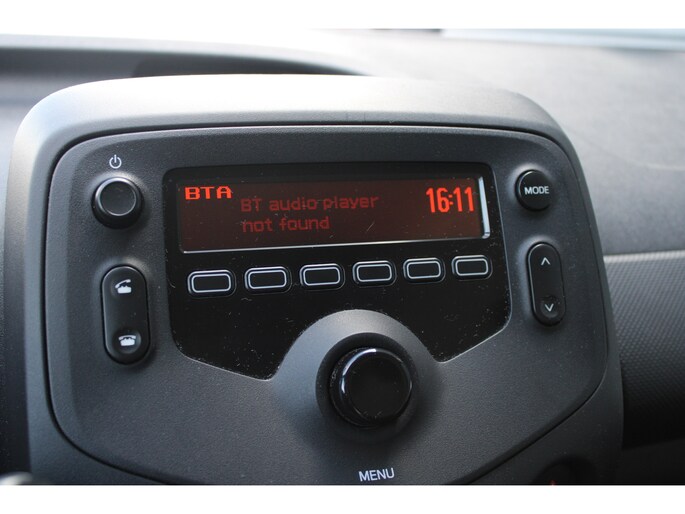 BTA
BT audio player
not found
16:11
MODE
MENU